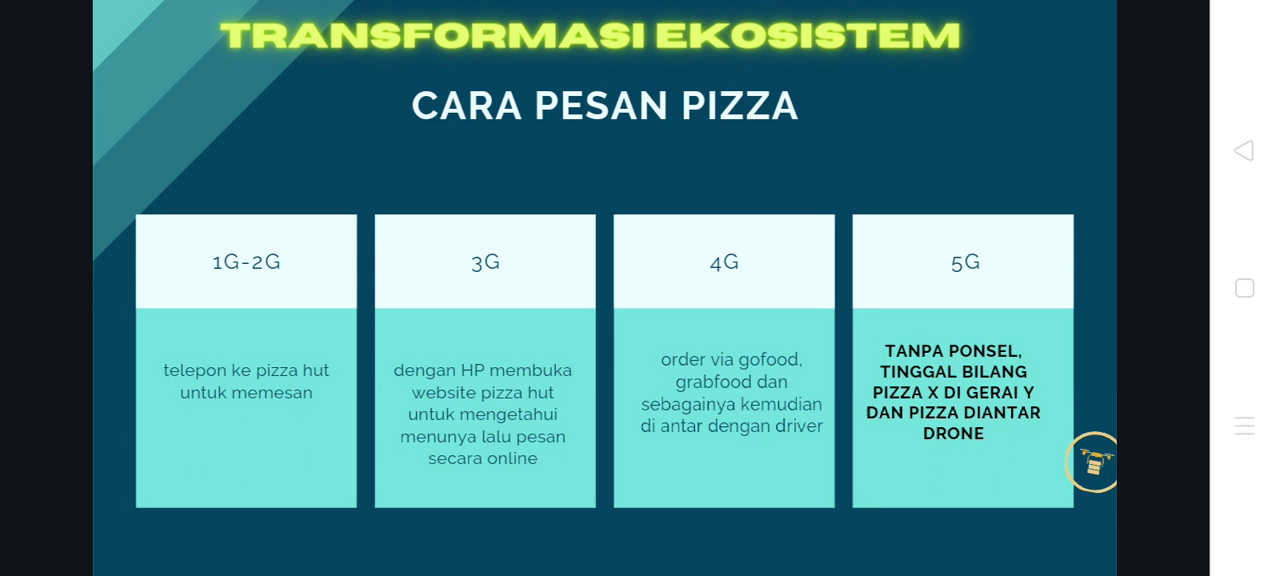 TRANSFORMASI EKOSISTEM
CARA PESAN PIZZA
1G-2G
telepon ke pizza hut
untuk memesan
3G
dengan HP membuka
website pizza hut
untuk mengetahui
menunya lalu pesan
secara online
4G
order via gofood,
grabfood dan
sebagainya kemudian
di antar dengan driver
5G
TANPA PONSEL,
TINGGAL BILANG
PIZZA X DI GERAI Y
DAN PIZZA DIANTAR
DRONE